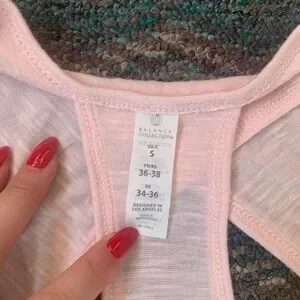 BALANCE
COLLECTION
US/C
S
FR/ES
36-38
DE
34-36
DESIGNED IN
LOS ANGELES